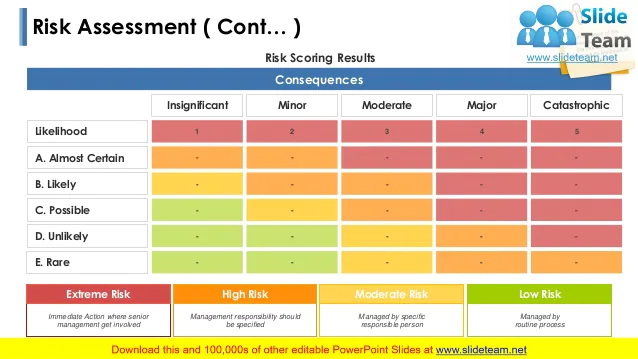 Risk Assessment ( Cont... )
Slide
Team
www.slideteam.net
Risk Scoring Results
Consequences
Insignificant Minor Moderate Major Catastrophic
Likelihood 1 2 3 4 5
A. Almost Certain - - - - -
B. Likely - - - - -
C. Possible - - - - -
D. Unlikely - - - - -
E. Rare - - - - -
Extreme Risk High Risk Moderate Risk Low Risk
Immediate Action where senior Management responsibility should Managed by specific Managed by
management get involved be specified responsible person routine process
Download this and 100,000s of other editable PowerPoint Slides at www.slideteam.net